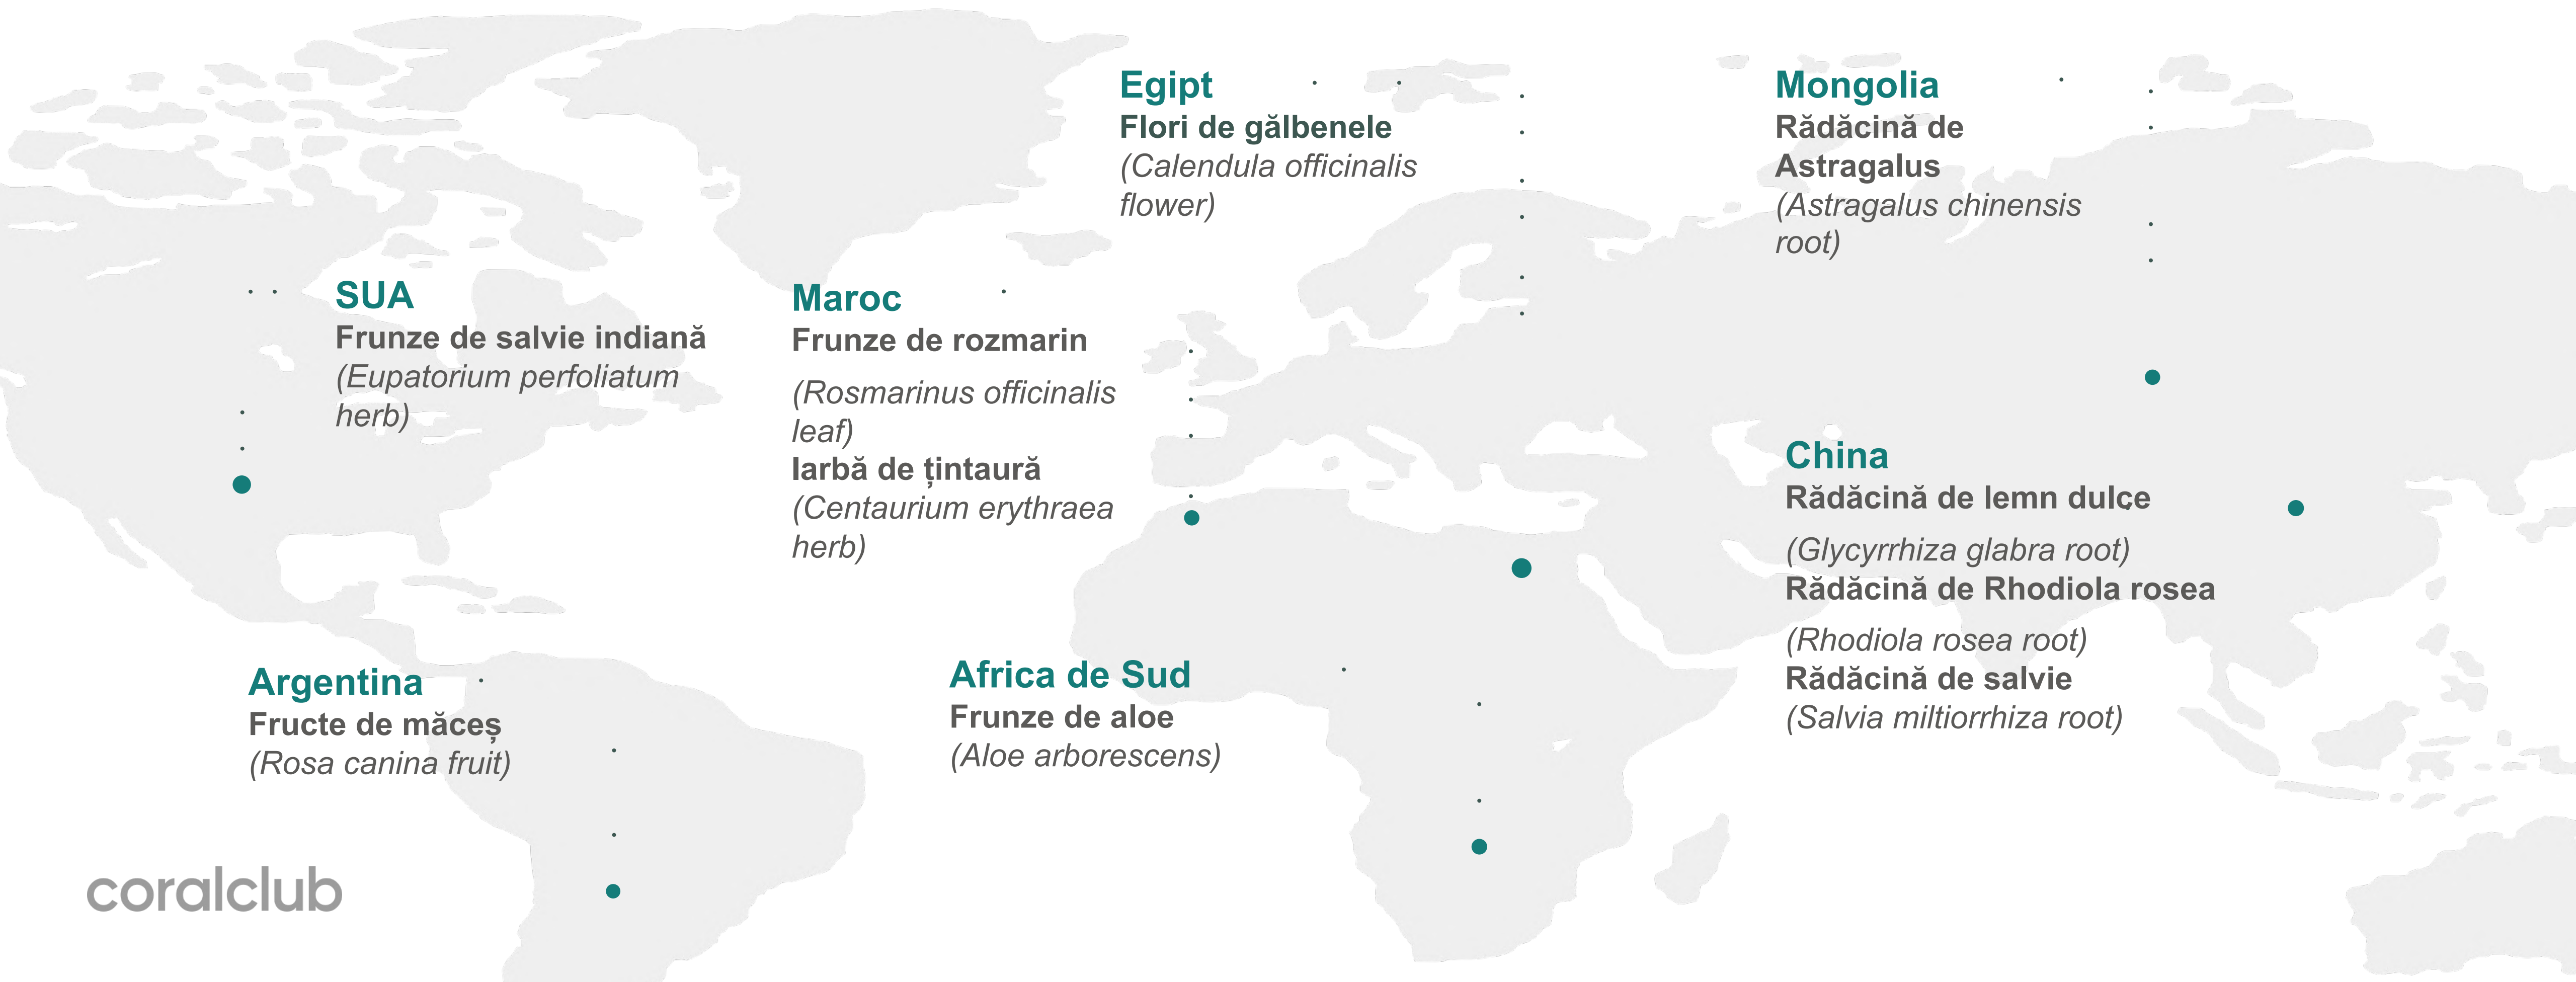 Egipt
Flori de gălbenele
(Calendula officinalis
flower)
Mongolia
Rădăcină de
Astragalus
(Astragalus chinensis
root)
SUA
Frunze de salvie indiană
(Eupatorium perfoliatum
herb)
Maroc
Frunze de rozmarin
(Rosmarinus officinalis
leaf)
Iarbă de țintaură
(Centaurium erythraea
herb)
China
Rădăcină de lemn dulce
(Glycyrrhiza glabra root)
Rădăcină de Rhodiola rosea
(Rhodiola rosea root)
Rădăcină de salvie
(Salvia miltiorrhiza root)
Argentina
Fructe de măceș
(Rosa canina fruit)
Africa de Sud
Frunze de aloe
(Aloe arborescens)
coralclub